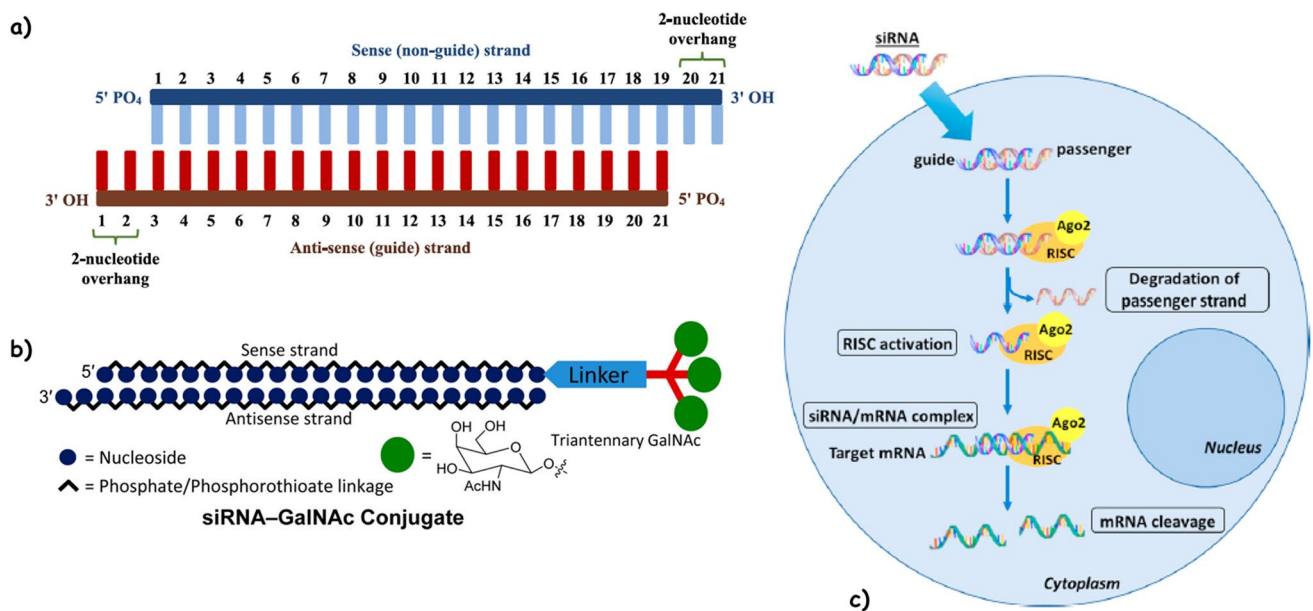 a)
2-nucleotide
overhang
Sense (non-guide) strand
1 2 3 4 5 6 7 8 9 10 11 12 13 14 15 16 17 18 19 20 21
5' PO₄
3' OH
3' OH
5' PO₄
1 2 3 4 5 6 7 8 9 10 11 12 13 14 15 16 17 18 19 20 21
Anti-sense (guide) strand
2-nucleotide
overhang
b)
Sense strand
5′
3′
Antisense strand
Linker
Triantennary GalNAc
= Nucleoside
= Phosphate/Phosphorothioate linkage
=
OH
OH
HO
O
O
AcHN
siRNA–GalNAc Conjugate
siRNA
guide
passenger
Ago2
RISC
Degradation of
passenger strand
RISC activation
Ago2
RISC
siRNA/mRNA complex
Target mRNA
Ago2
RISC
Nucleus
mRNA cleavage
Cytoplasm
c)